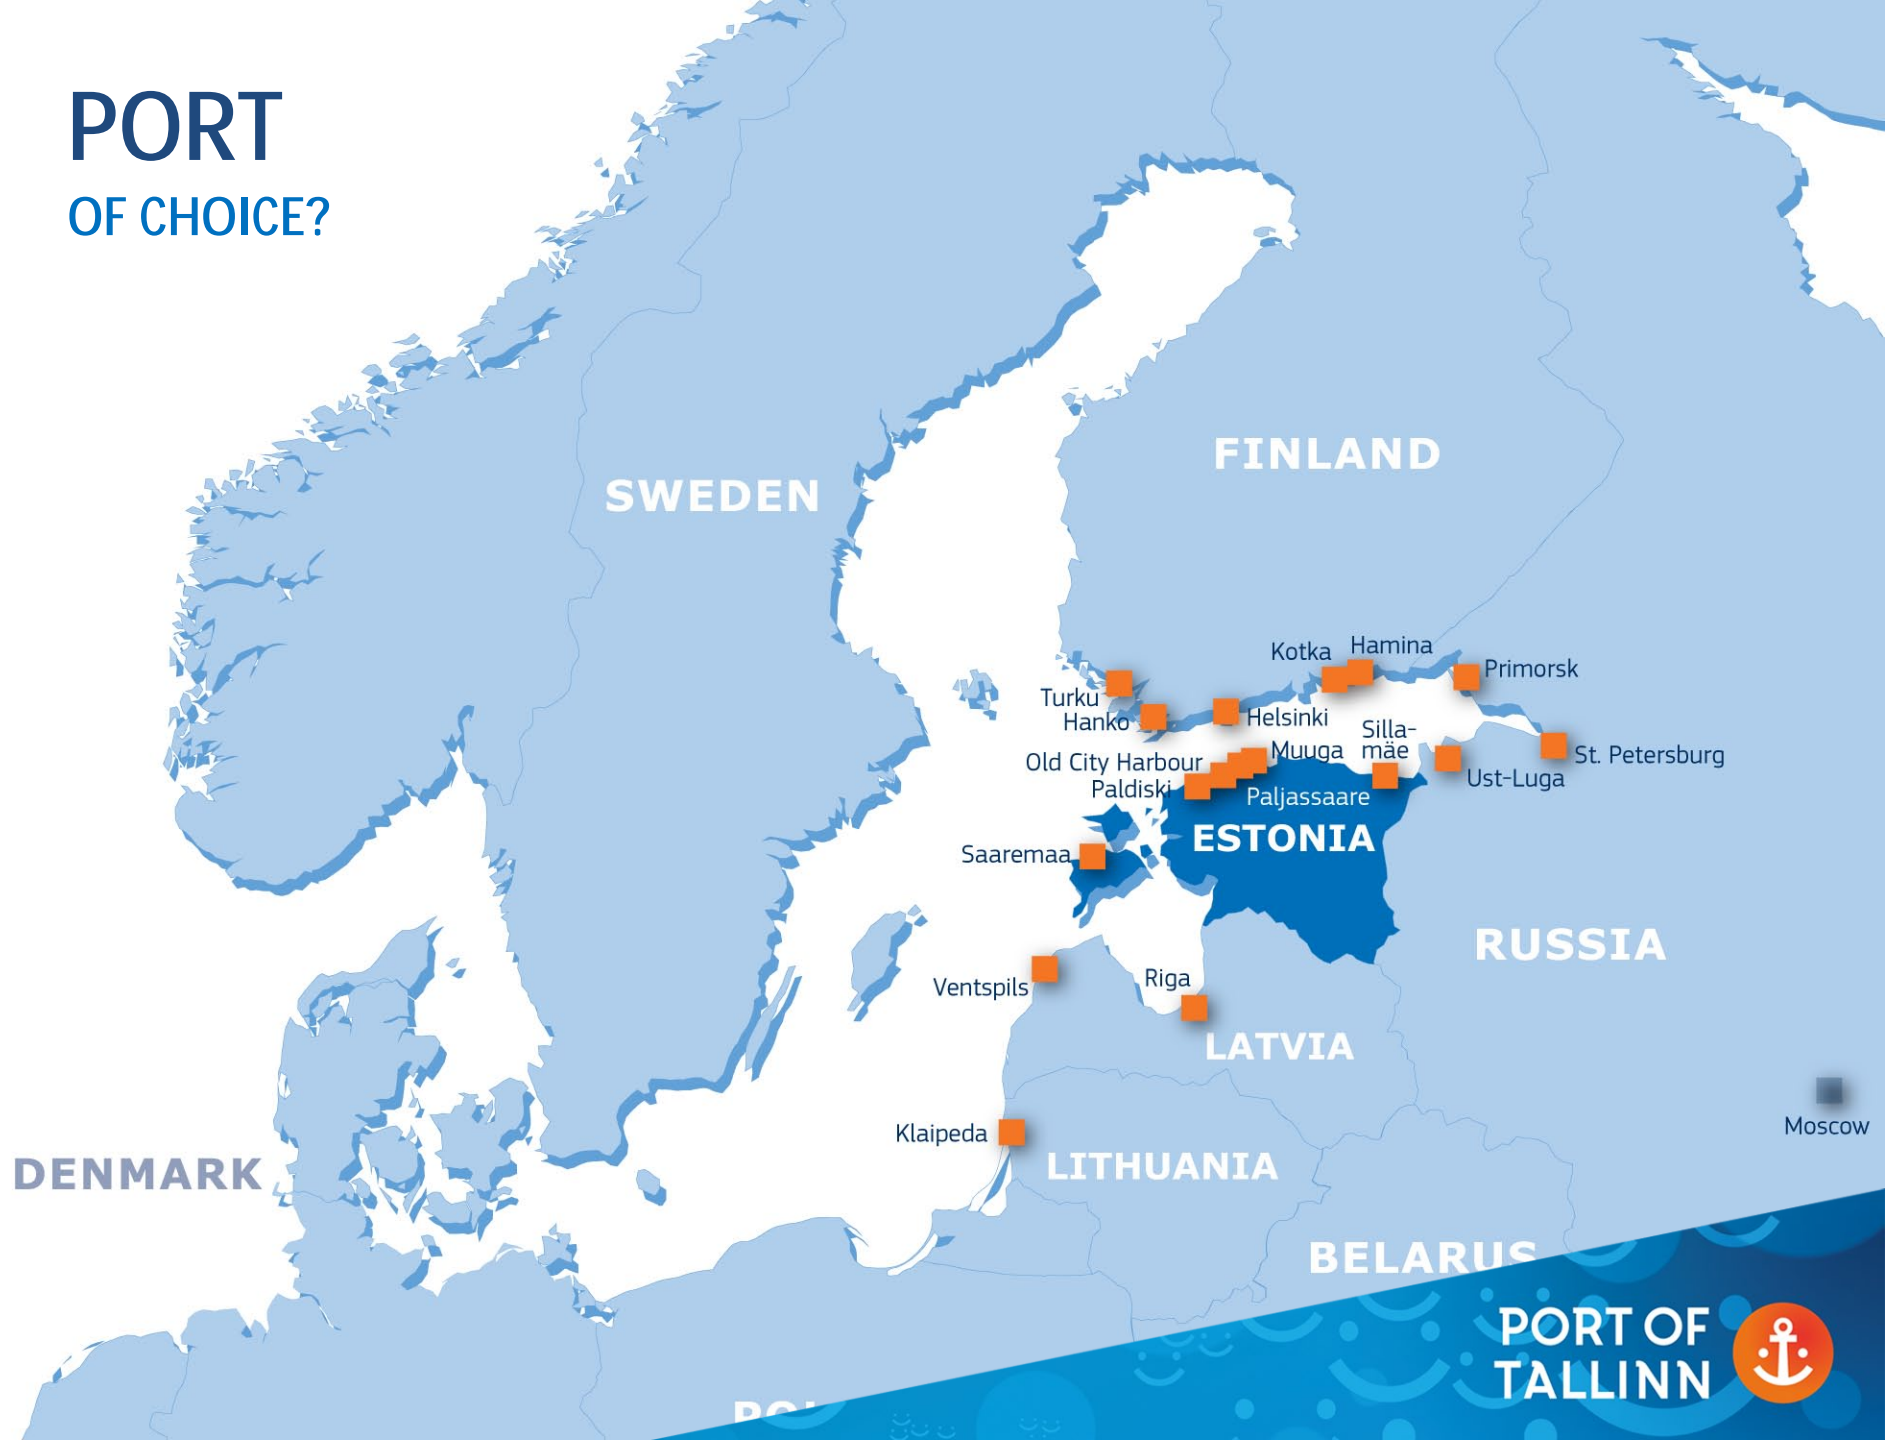 PORT
OF CHOICE?
FINLAND
SWEDEN
Kotka
Hamina
Primorsk
Turku
Hanko
Helsinki
Silla-
mäe
Muuga
Old City Harbour
St. Petersburg
Ust-Luga
Paldiski
Paljassaare
ESTONIA
Saaremaa
RUSSIA
Riga
Ventspils
LATVIA
Moscow
Klaipeda
LITHUANIA
DENMARK
BELARUS
PORT OF
TALLINN